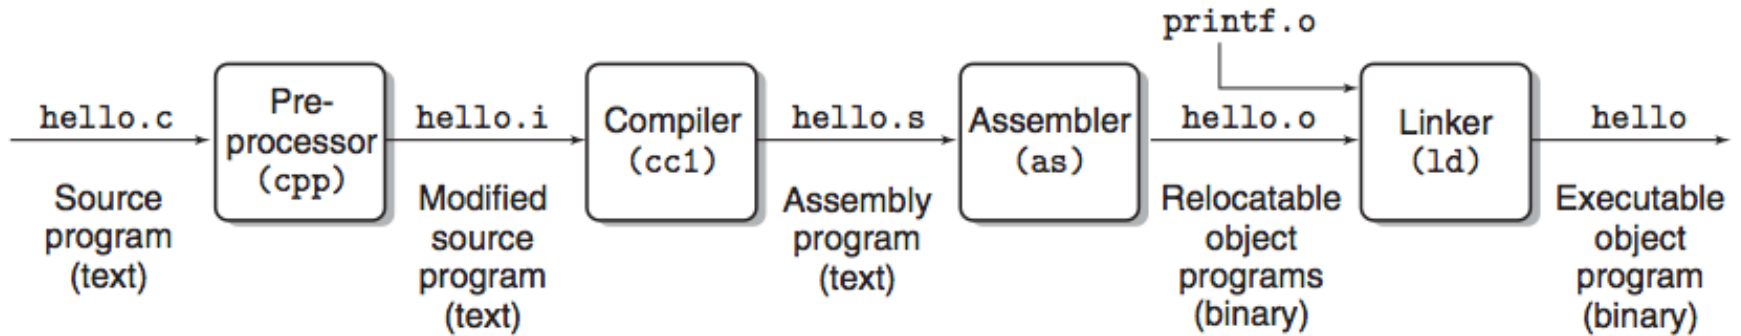 printf.o
hello.c
Pre-
processor
(cpp)
hello.i
Compiler
(cc1)
hello.s
Assembler
(as)
hello.o
Linker
(ld)
hello
Source
program
(text)
Modified
source
program
(text)
Assembly
program
(text)
Relocatable
object
programs
(binary)
Executable
object
program
(binary)